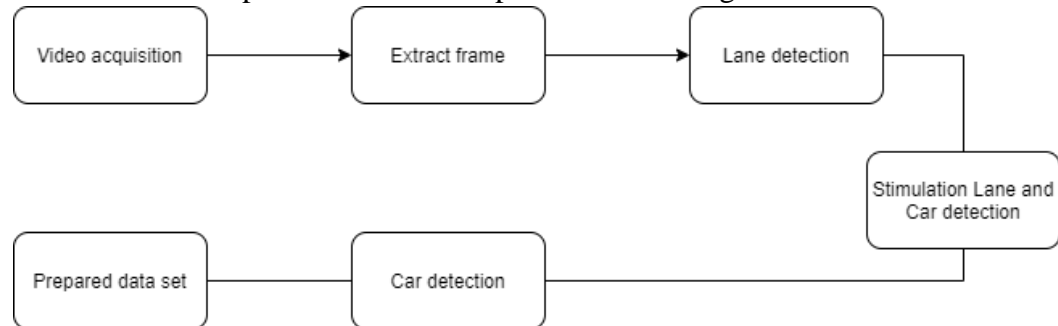 Video acquisition
Extract frame
Lane detection
Stimulation Lane and
Car detection
Prepared data set
Car detection